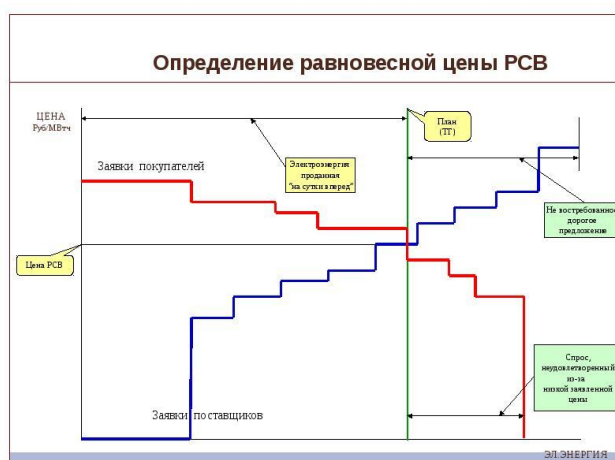 Определение равновесной цены РСВ
ЦЕНА
Руб/МВтч
План
(ТГ)
Заявки покупателей
Электроэнергия
проданная
"на сутки вперед"
Не востребованное
дорогое
предложение
Цена РСВ
Спрос,
неудовлетворенный
из-за
низкой заявленной
цены
Заявки поставщиков
ЭЛ.ЭНЕРГИЯ